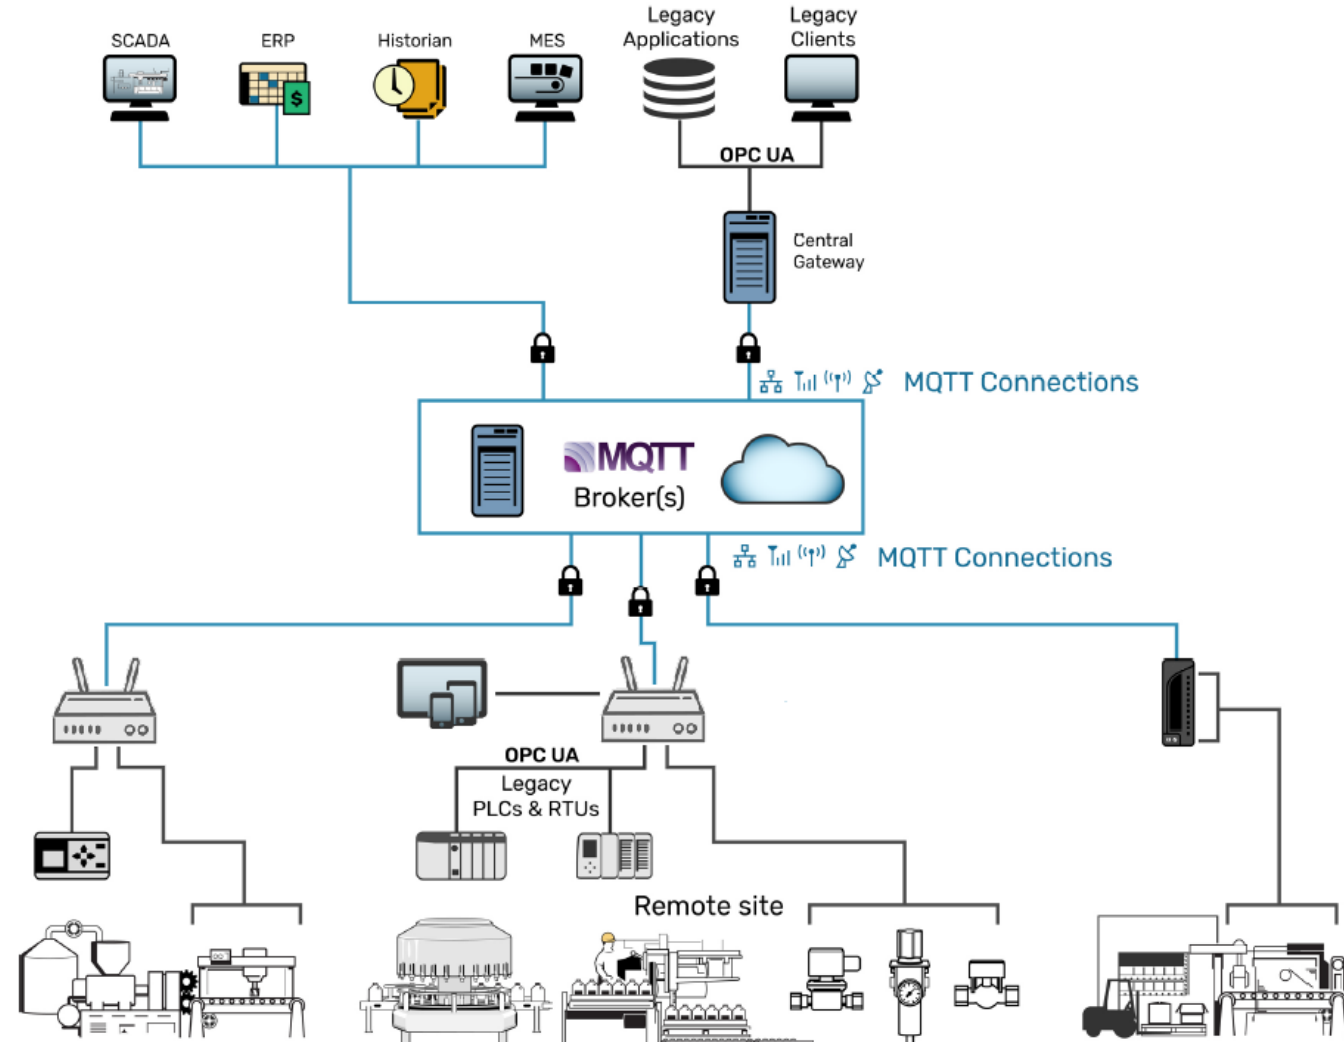 SCADA
ERP
Historian
MES
Legacy
Applications
Legacy
Clients
OPC UA
Central
Gateway
MQTT Connections
MQTT
Broker(s)
MQTT Connections
OPC UA
Legacy
PLCs & RTUs
Remote site
$